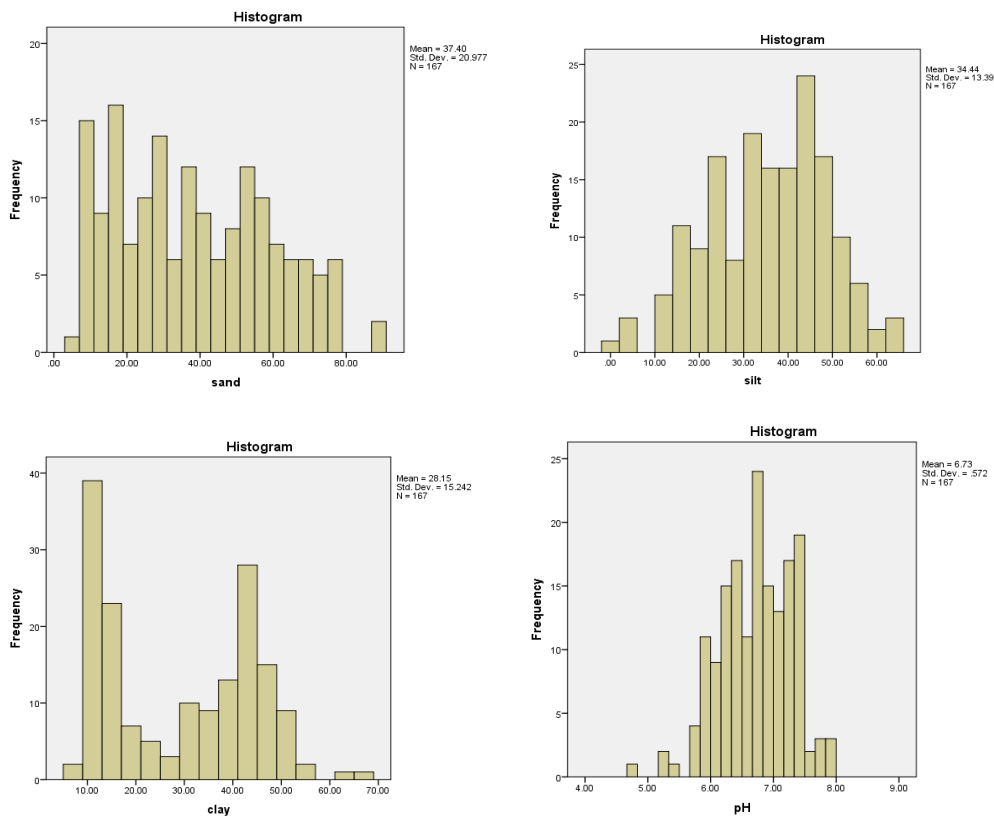 Histogram
Mean = 37.40
Std. Dev. = 20.977
N = 167
20
15
10
5
0
Frequency
.00 20.00 40.00 60.00 80.00
sand
Histogram
Mean = 34.44
Std. Dev. = 13.39
N = 167
25
20
15
10
5
0
Frequency
.00 10.00 20.00 30.00 40.00 50.00 60.00
silt
Histogram
Mean = 28.15
Std. Dev. = 15.242
N = 167
40
30
20
10
0
Frequency
10.00 20.00 30.00 40.00 50.00 60.00 70.00
clay
Histogram
Mean = 6.73
Std. Dev. = .572
N = 167
25
20
15
10
5
0
Frequency
4.00 5.00 6.00 7.00 8.00 9.00
pH